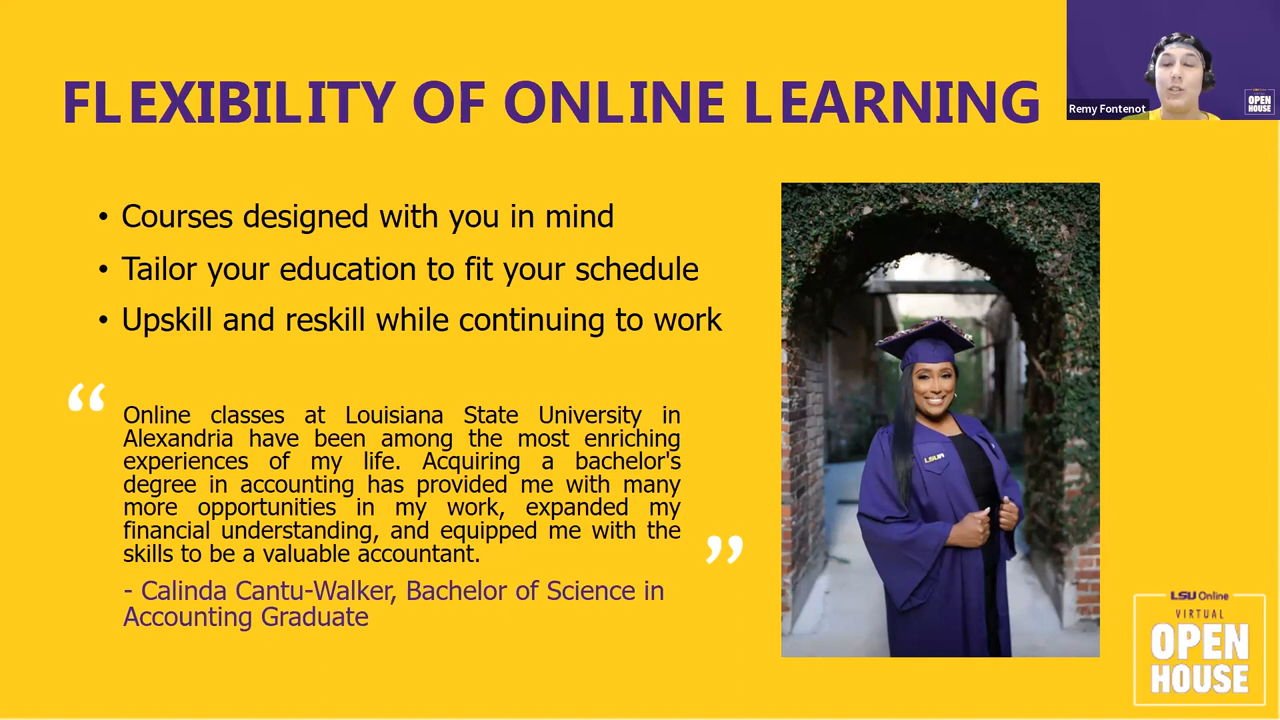 FLEXIBILITY OF ONLINE LEARNING
Remy Fontenot
OPEN
HOUSE
• Courses designed with you in mind
• Tailor your education to fit your schedule
• Upskill and reskill while continuing to work
“
Online classes at Louisiana State University in
Alexandria have been among the most enriching
experiences of my life. Acquiring a bachelor's
degree in accounting has provided me with many
more opportunities in my work, expanded my
financial understanding, and equipped me with the
skills to be a valuable accountant.
”
- Calinda Cantu-Walker, Bachelor of Science in
Accounting Graduate
LSUA
LSU Online
VIRTUAL
OPEN
HOUSE